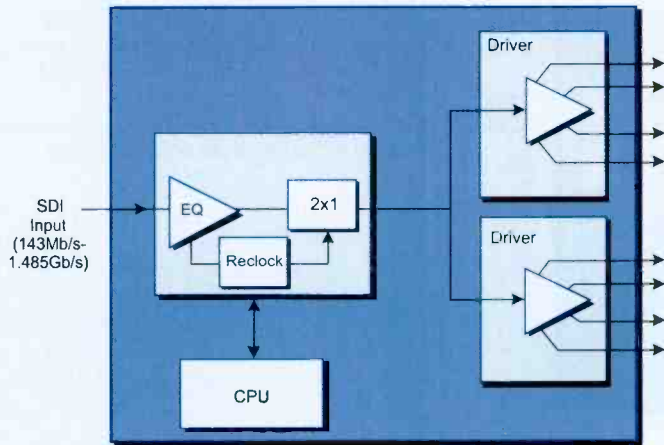 Driver
SDI
Input
(143Mb/s-
1.485Gb/s)
EQ
2x1
Reclock
Driver
CPU